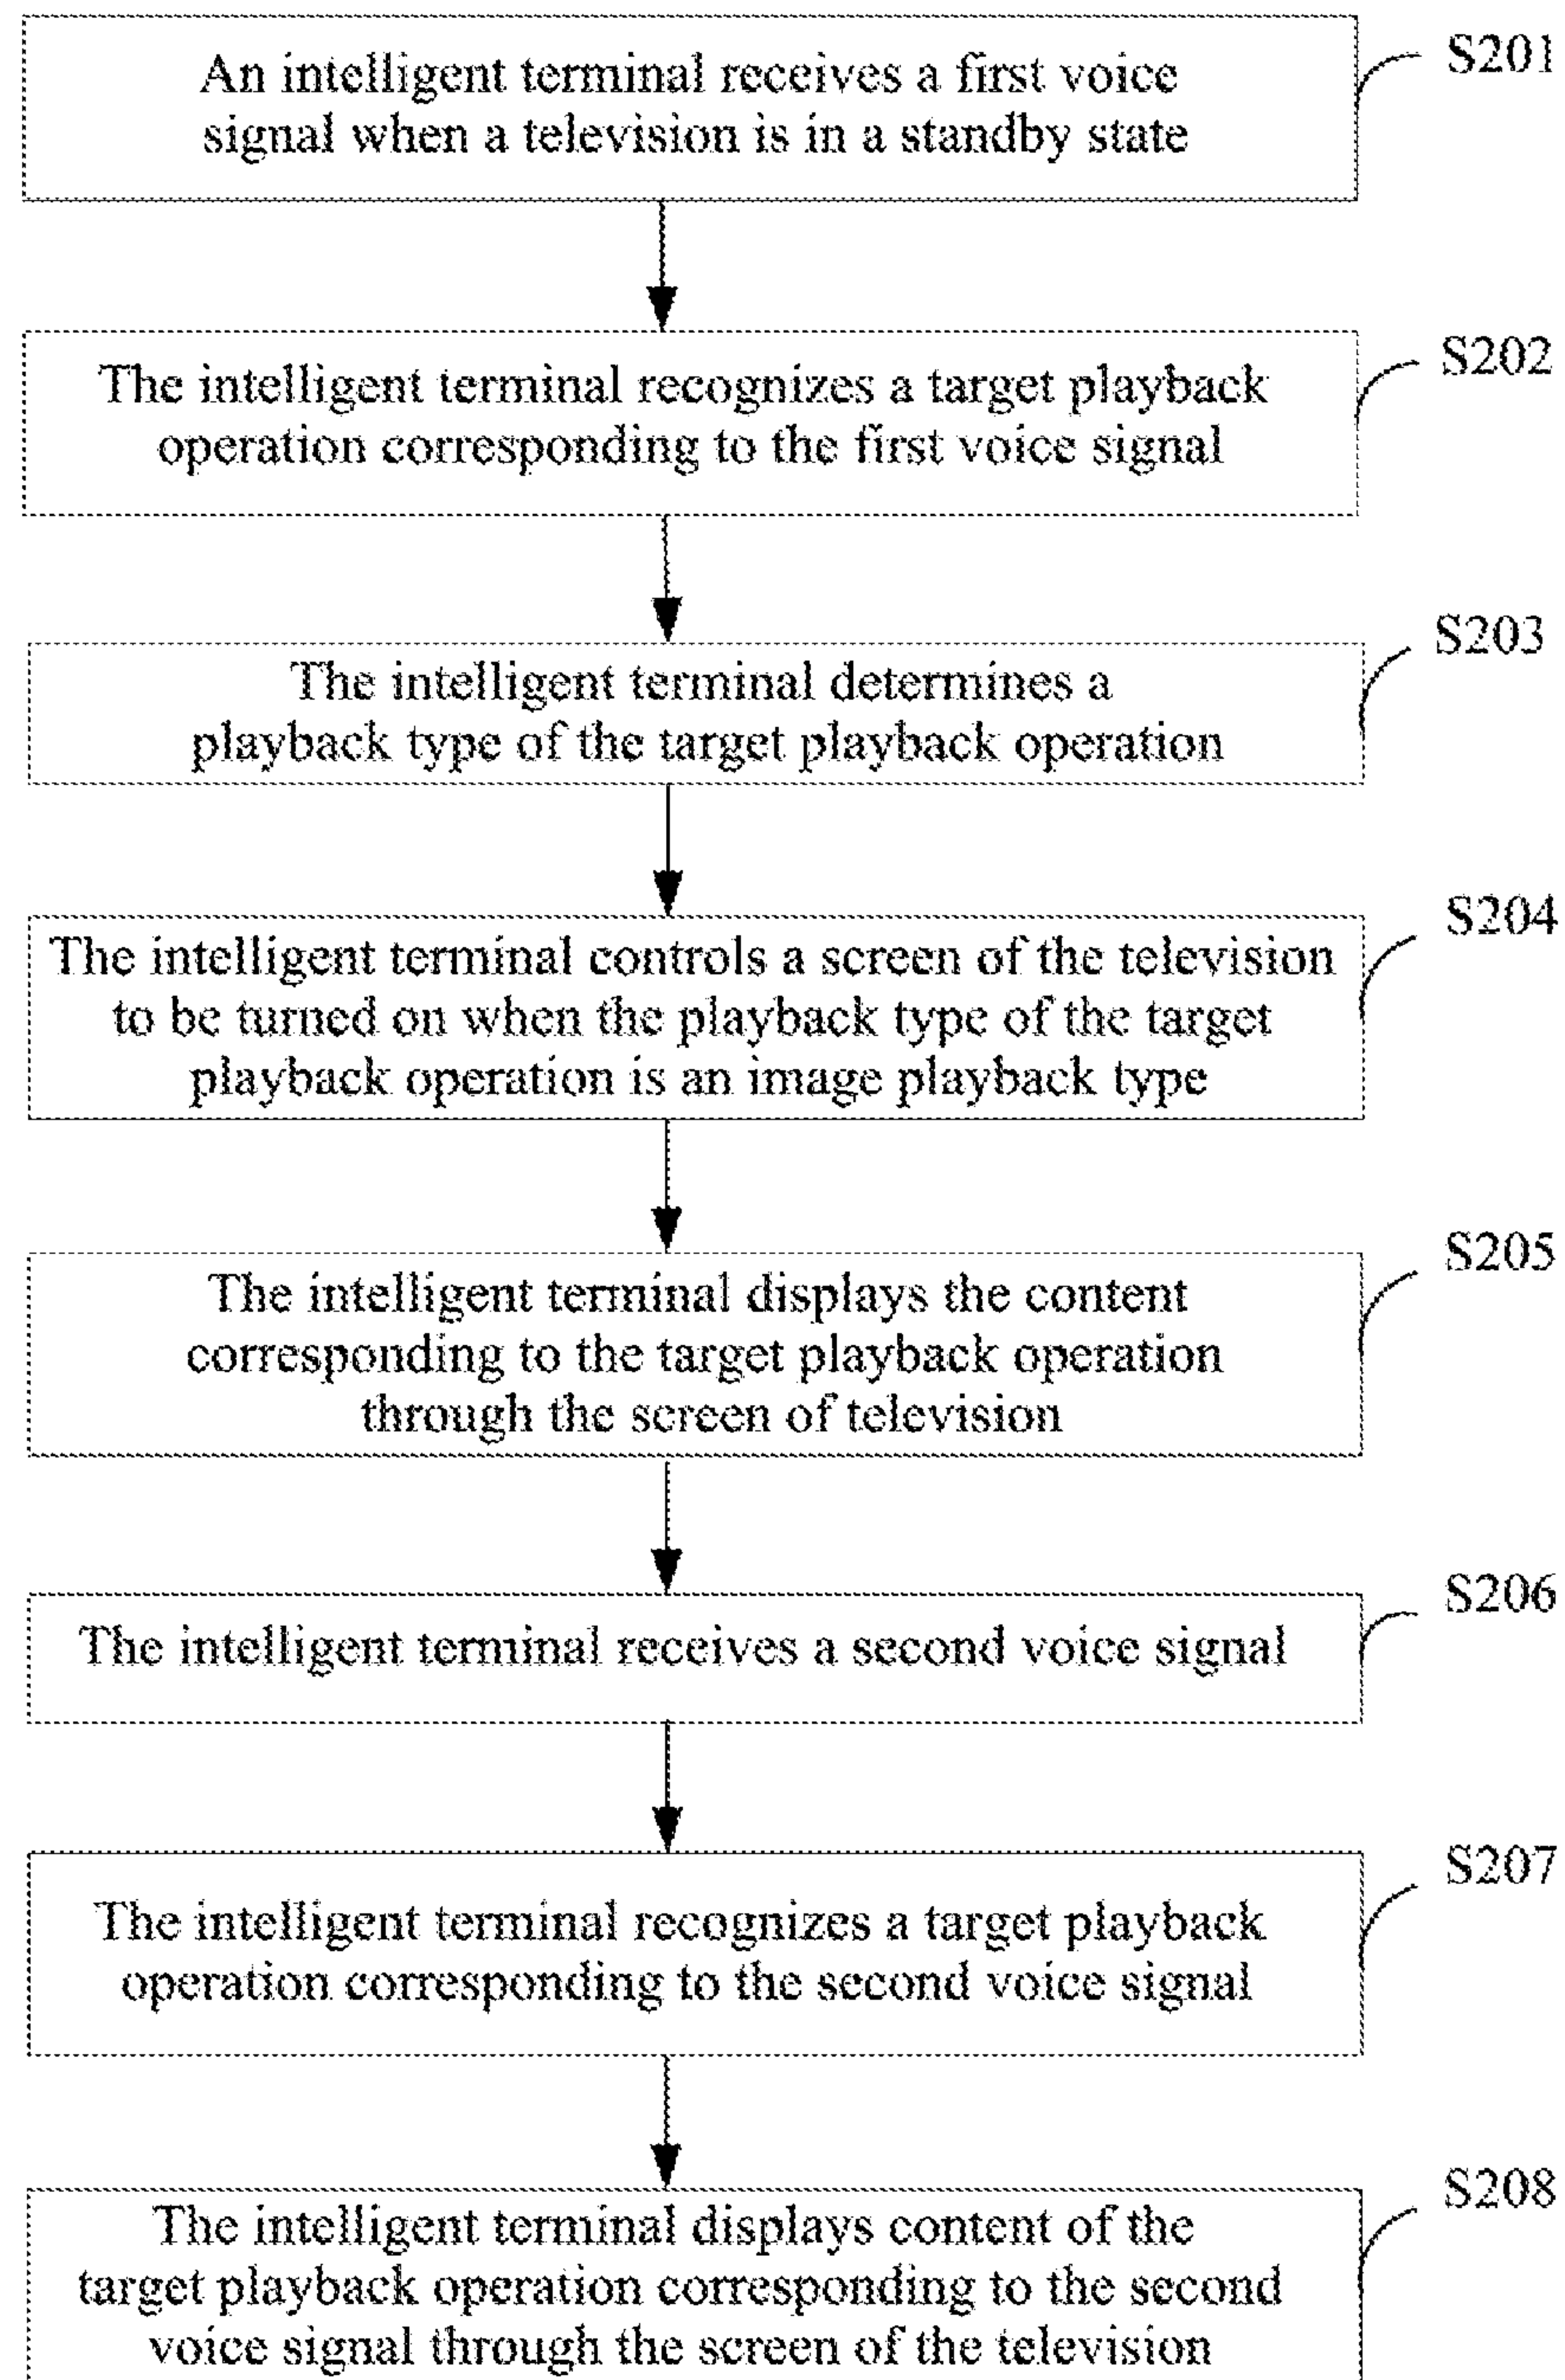 An intelligent terminal receives a first voice
signal when a television is in a standby state
S201
The intelligent terminal recognizes a target playback
operation corresponding to the first voice signal
S202
The intelligent terminal determines a
playback type of the target playback operation
S203
The intelligent terminal controls a screen of the television
to be turned on when the playback type of the target
playback operation is an image playback type
S204
The intelligent terminal displays the content
corresponding to the target playback operation
through the screen of television
S205
The intelligent terminal receives a second voice signal
S206
The intelligent terminal recognizes a target playback
operation corresponding to the second voice signal
S207
The intelligent terminal displays content of the
target playback operation corresponding to the second
voice signal through the screen of the television
S208